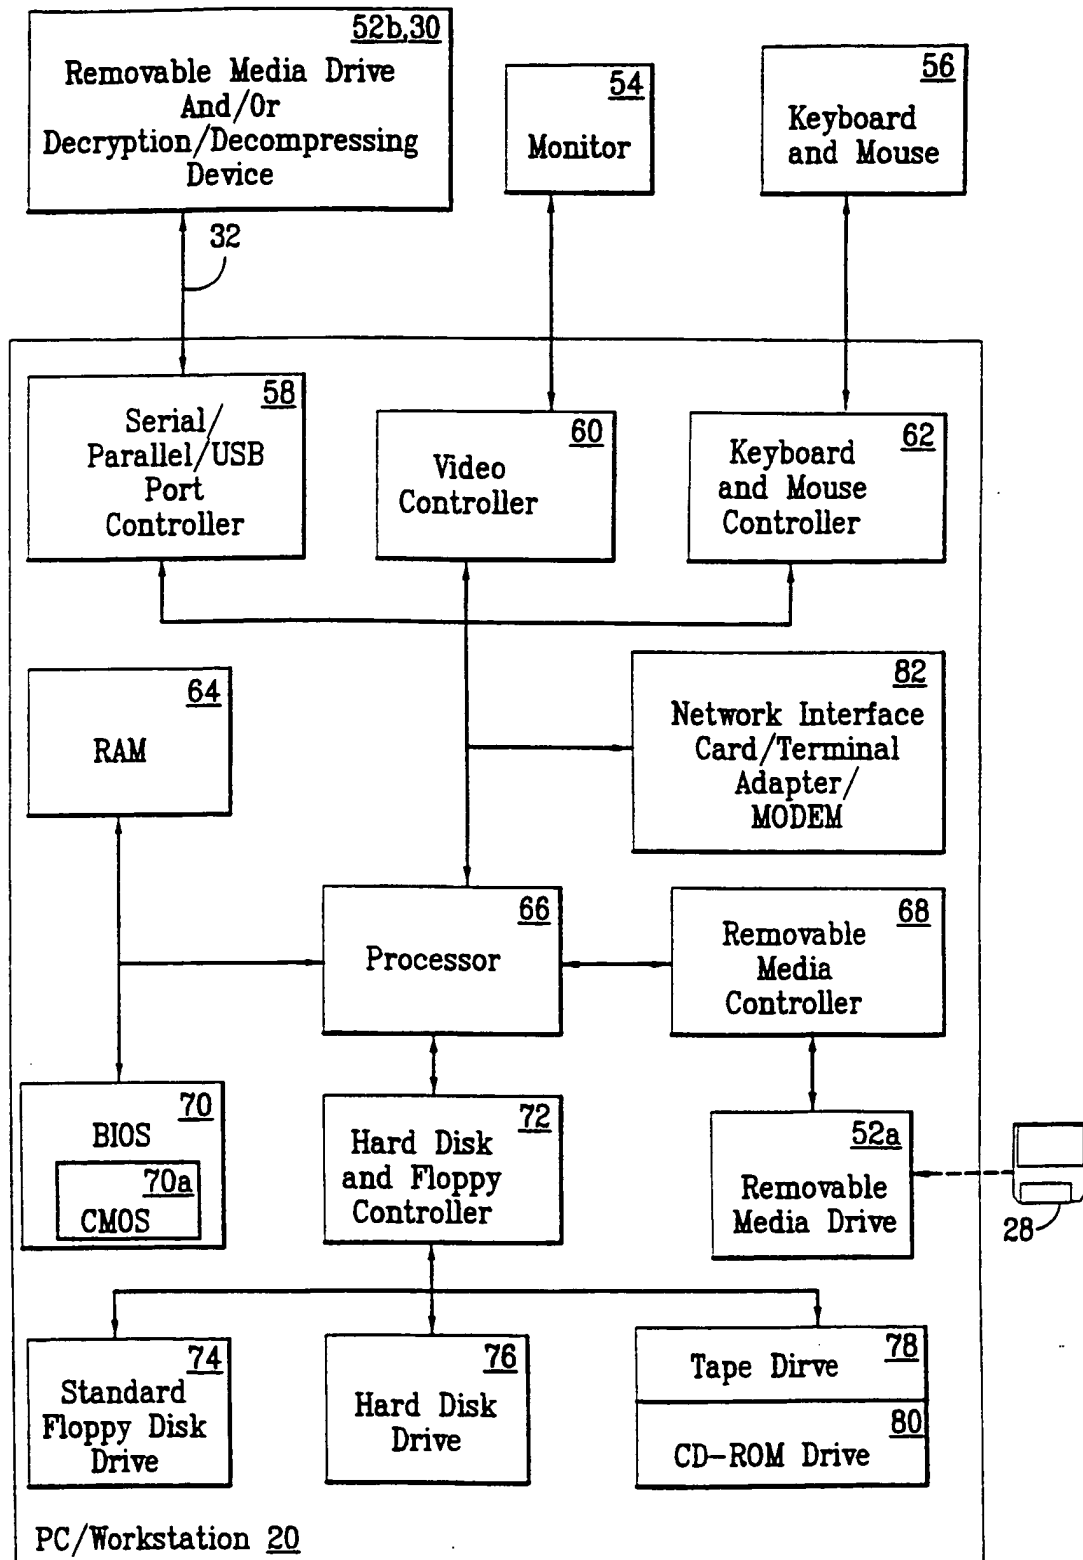 52b,30
Removable Media Drive
And/Or
Decryption/Decompressing
Device
54
Monitor
56
Keyboard
and Mouse
32
58
Serial/
Parallel/USB
Port
Controller
60
Video
Controller
62
Keyboard
and Mouse
Controller
64
RAM
82
Network Interface
Card/Terminal
Adapter/
MODEM
66
Processor
68
Removable
Media
Controller
70
BIOS
70a
CMOS
72
Hard Disk
and Floppy
Controller
52a
Removable
Media Drive
28
74
Standard
Floppy Disk
Drive
76
Hard Disk
Drive
78
Tape Dirve
80
CD-ROM Drive
PC/Workstation 20